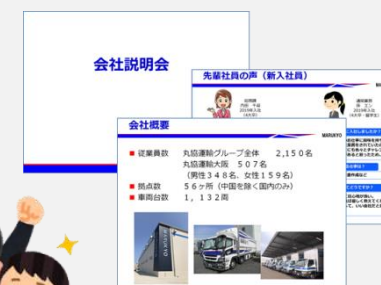 会社説明会
先輩社員の声（新入社員）
MARUKYO
会社概要
■ 従業員数　丸協運輸グループ全体　２,１５０名
丸協運輸大阪　５０７名
（男性３４８名、女性１５９名）
■ 拠点数　５６ヶ所（中国を除く国内のみ）
■ 車両台数　１，１３２両